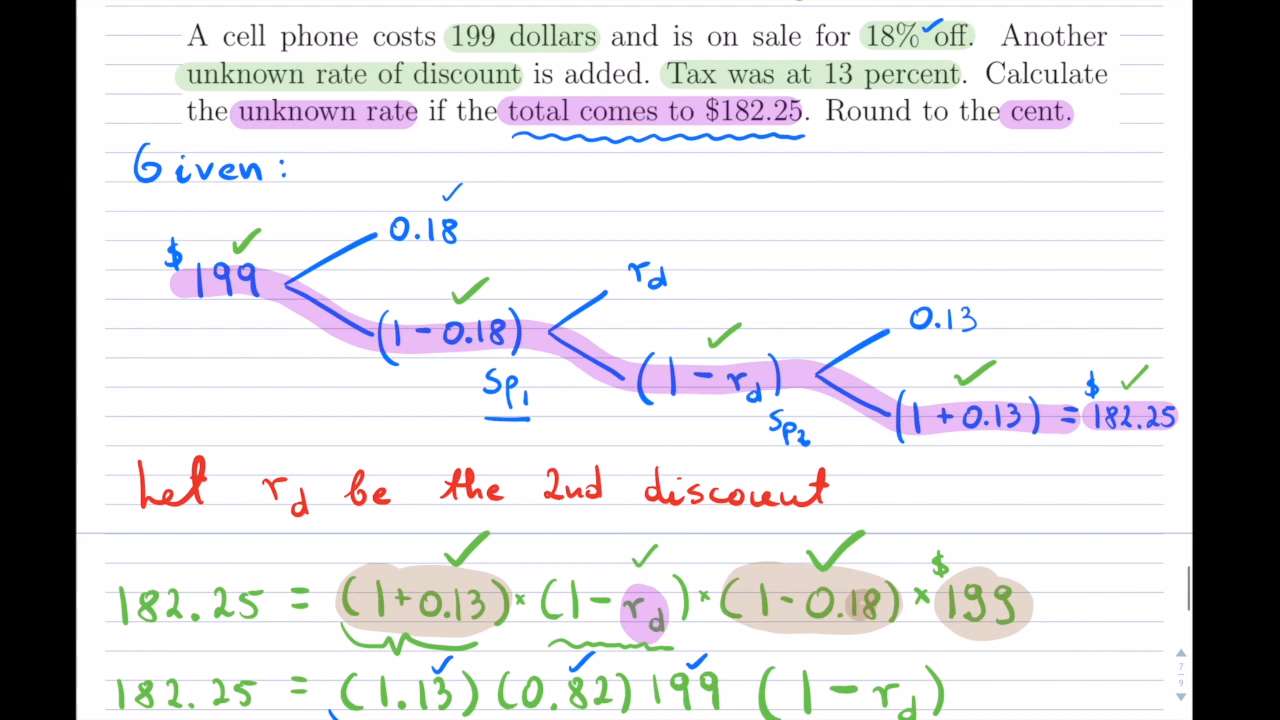 A cell phone costs 199 dollars and is on sale for 18% off. Another
unknown rate of discount is added. Tax was at 13 percent. Calculate
the unknown rate if the total comes to $182.25. Round to the cent.
Given:
0.18
$199
r_d
(1 - 0.18)
0.13
(1 - r_d)
Sp_1
(1 + 0.13) = $182.25
Sp_2
Let r_d be the 2nd discount
182.25 = (1+0.13) × (1 - r_d) × (1 - 0.18) × $199
182.25 = (1.13) (0.82) 199 (1 - r_d)
7
9